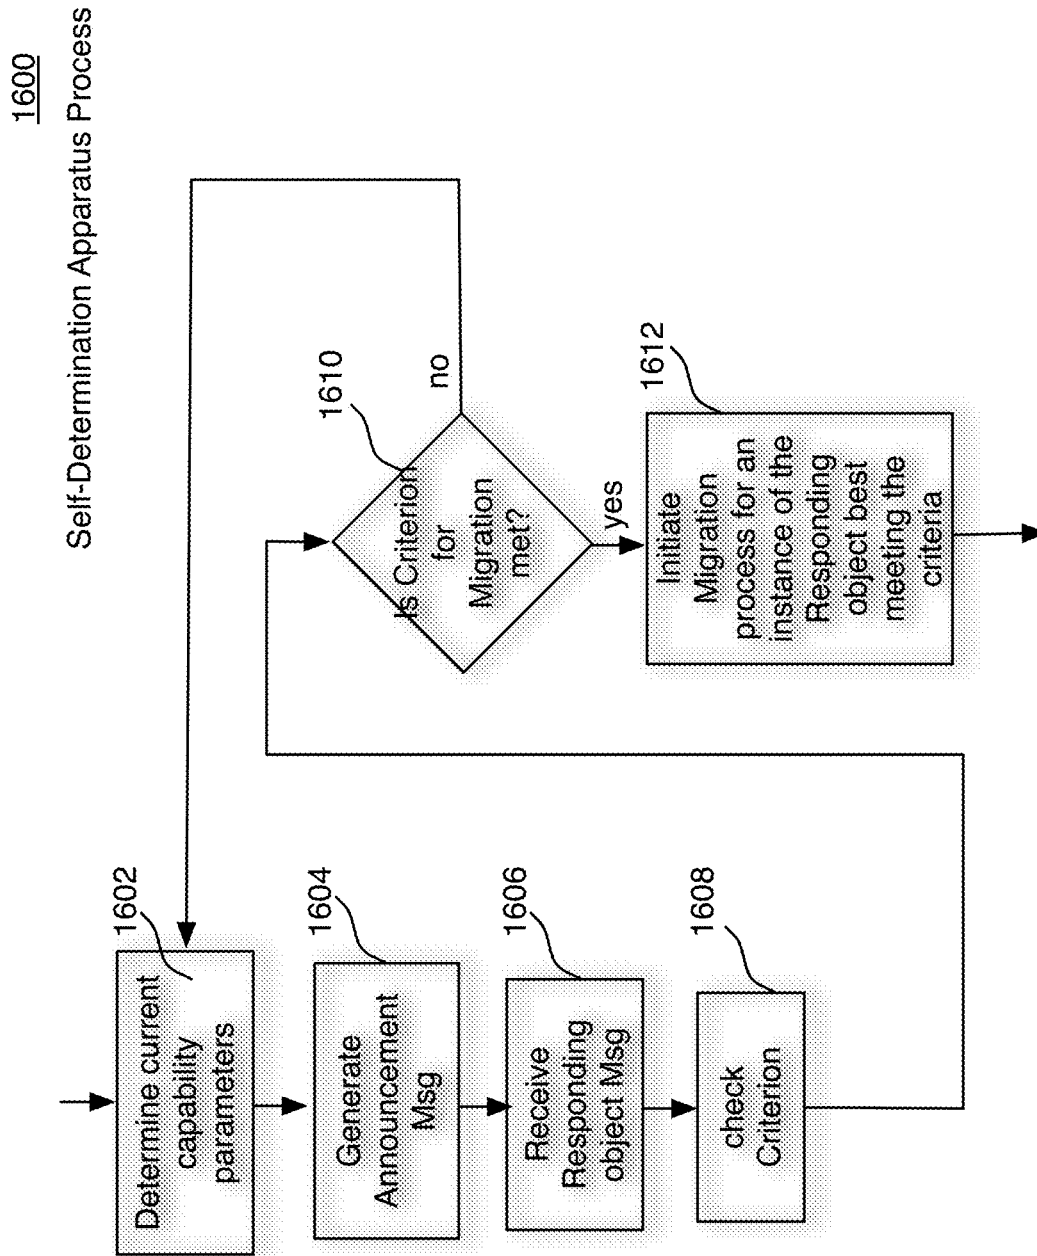 1600
Self-Determination Apparatus Process
1602
Determine current
capability
parameters
1604
Generate
Announcement
Msg
1606
Receive
Responding
object Msg
1608
check
Criterion
1610
Is Criterion
for
Migration
met?
no
yes
1612
Initiate
Migration
process for an
instance of the
Responding
object best
meeting the
criteria